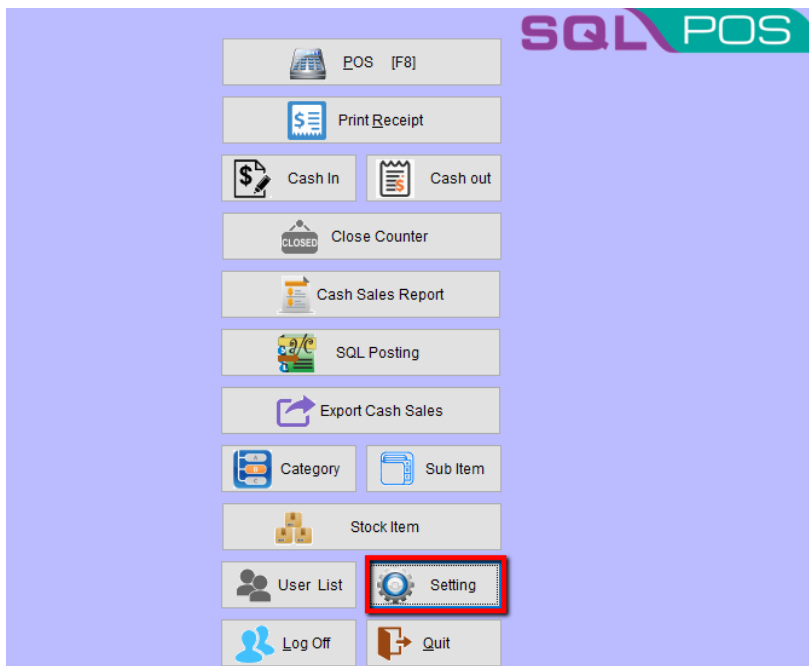 SQL POS
POS [F8]
$
Print Receipt
$
Cash In
$
Cash out
CLOSED
Close Counter
Cash Sales Report
a/c
SQL Posting
Export Cash Sales
A
B
C
Category
Sub Item
Stock Item
User List
Setting
Log Off
Quit